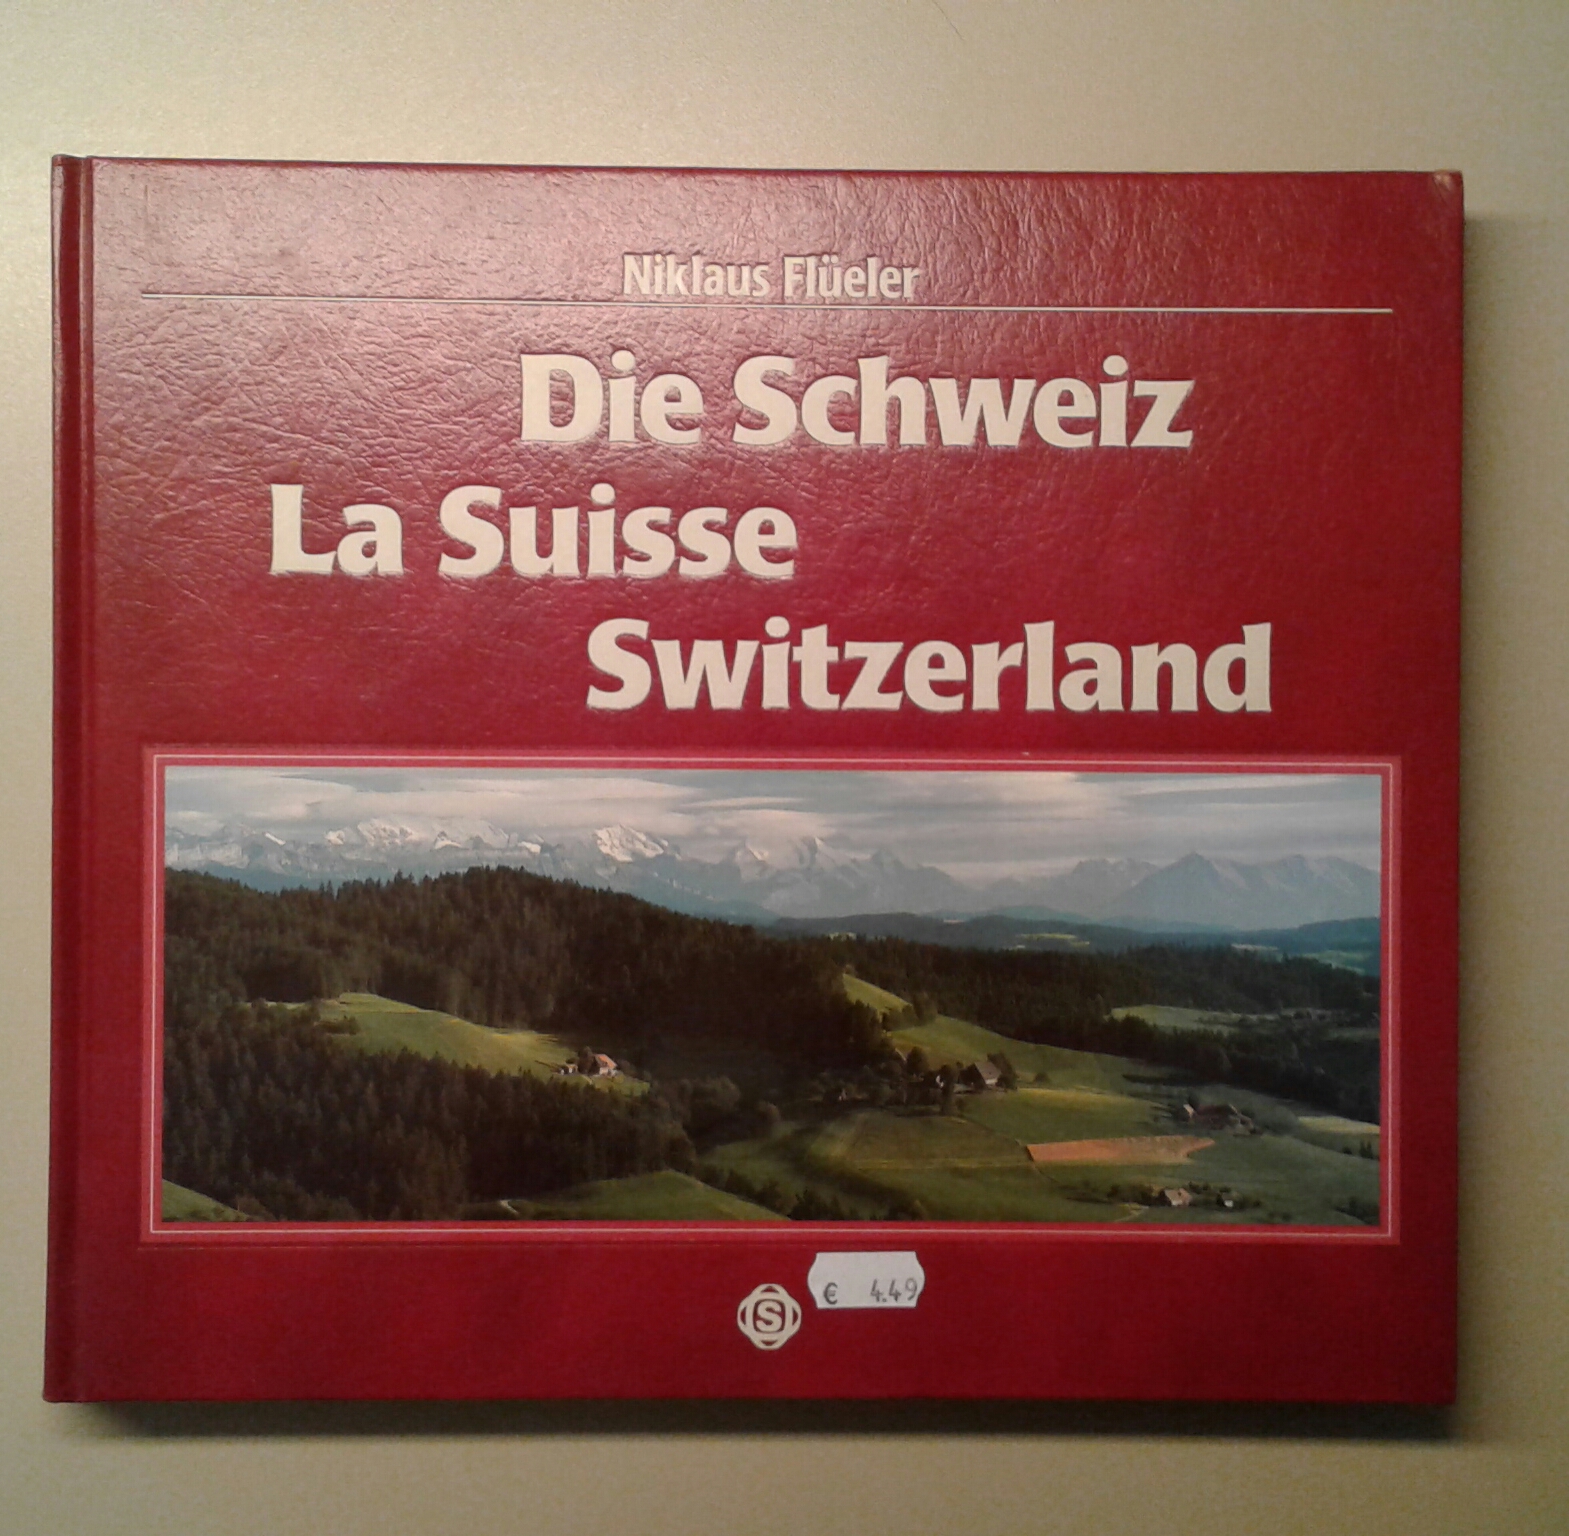 Niklaus Flüeler
Die Schweiz
La Suisse
Switzerland
€ 4.49
S